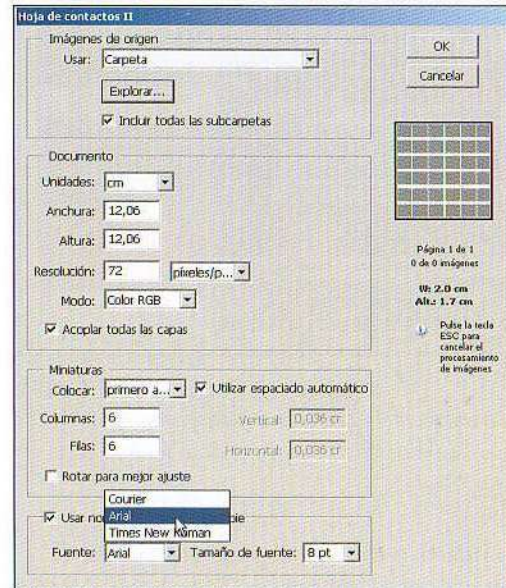 Hoja de contactos II
Imágenes de origen
Usar: Carpeta
Explorar...
Incluir todas las subcarpetas
OK
Cancelar
Documento
Unidades: cm
Anchura: 12,06
Altura: 12,06
Resolución: 72 píxeles/p...
Modo: Color RGB
Acoplar todas las capas
Página 1 de 1
0 de 0 imágenes
W: 2.0 cm
Alt.: 1.7 cm
Pulse la tecla
ESC para
cancelar el
procesamiento
de imágenes
Miniaturas
Colocar: primero a... Utilizar espaciado automático
Columnas: 6 Vertical: 0,036 cm
Filas: 6 Horizontal: 0,036 cm
Rotar para mejor ajuste
Courier
Usar Arial pie
Times New Roman
Fuente: Arial Tamaño de fuente: 8 pt